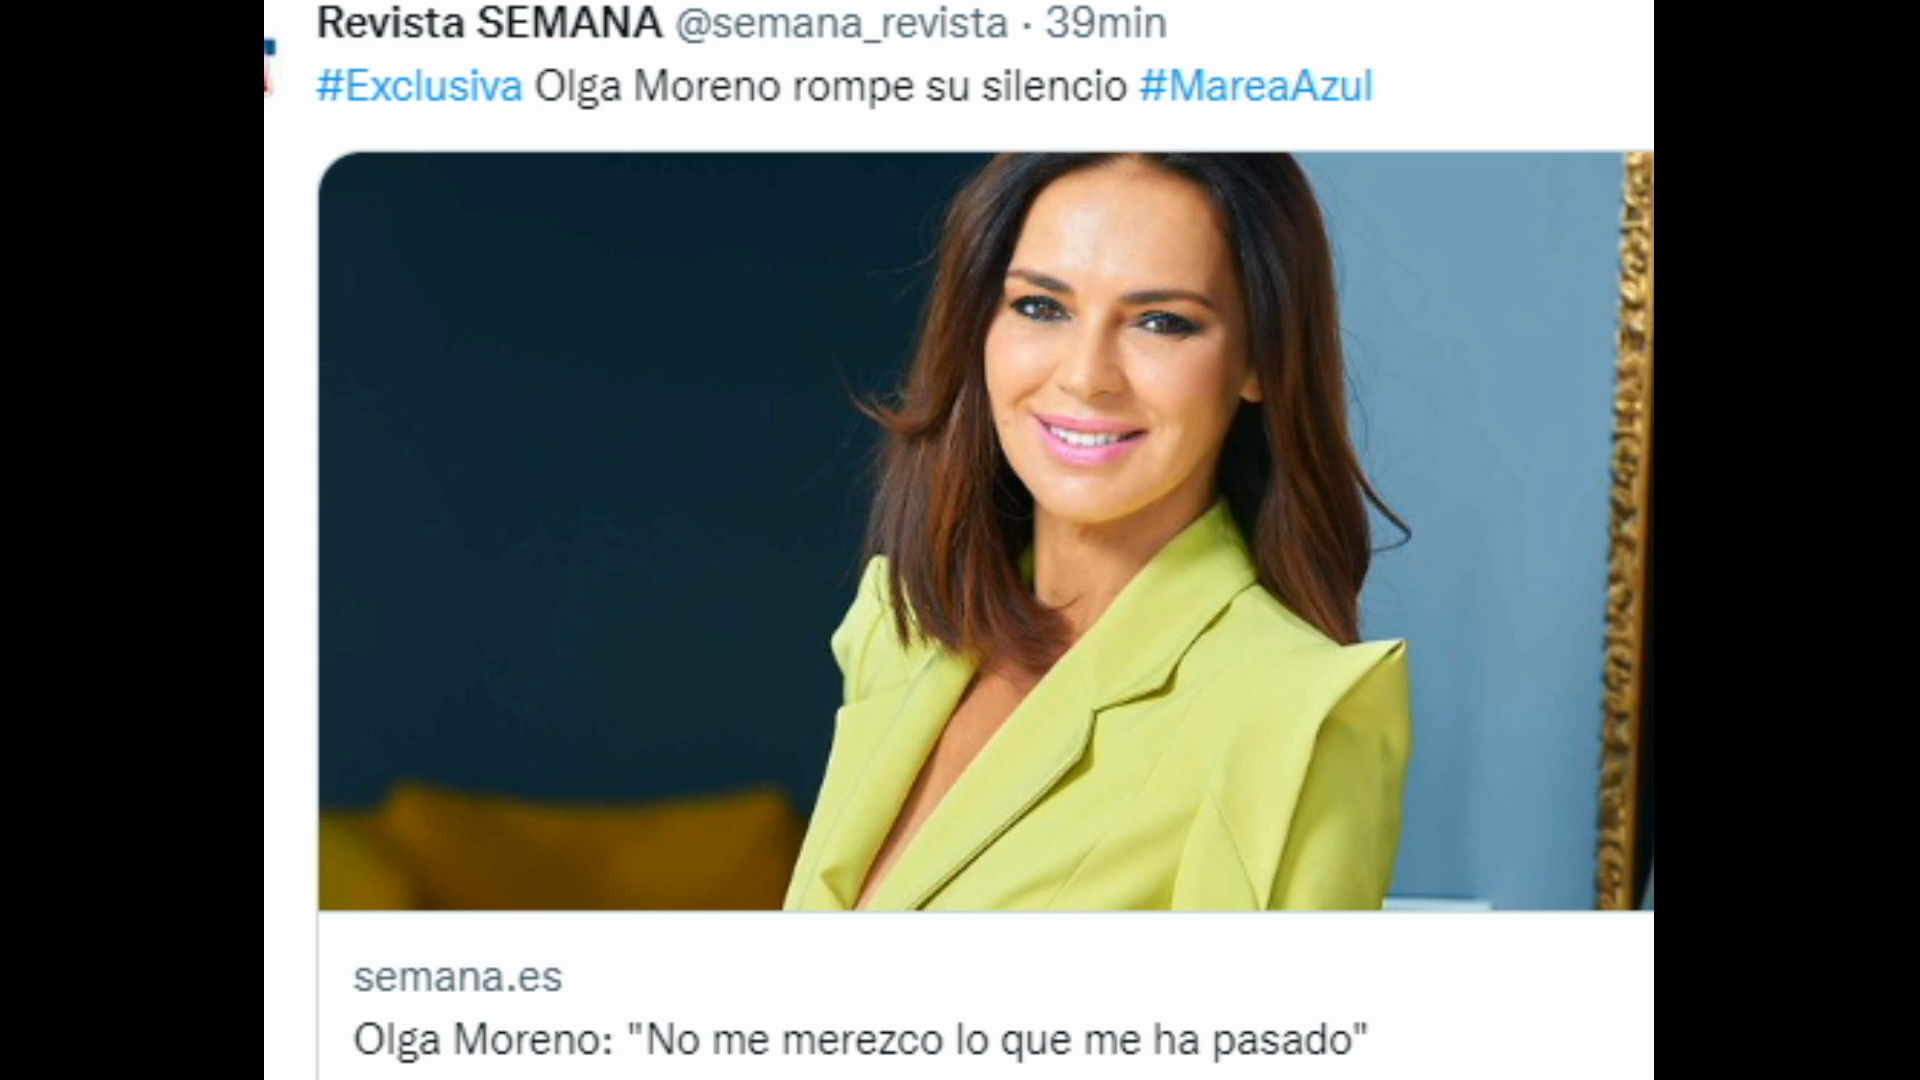 Revista SEMANA @semana_revista · 39min
#Exclusiva Olga Moreno rompe su silencio #MareaAzul
semana.es
Olga Moreno: "No me merezco lo que me ha pasado"